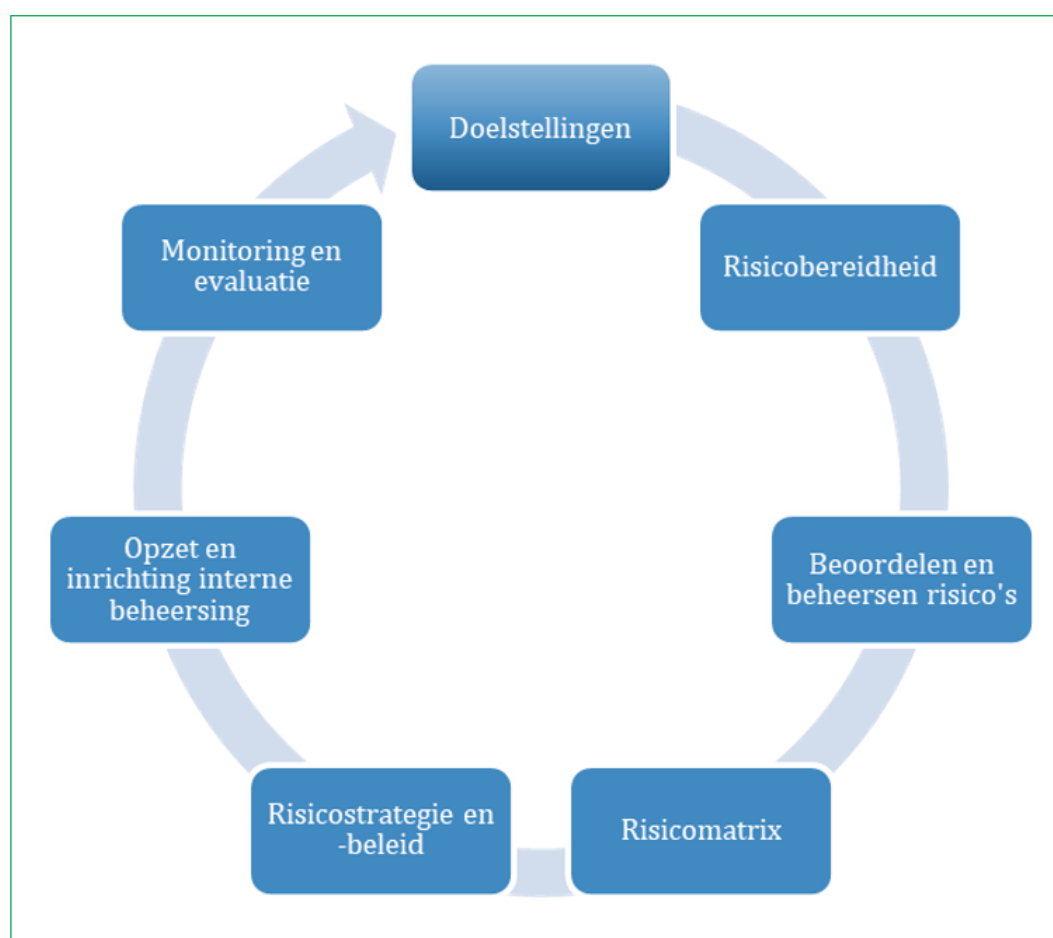 Doelstellingen
Risicobereidheid
Beoordelen en
beheersen risico's
Risicomatrix
Risicostrategie en
-beleid
Opzet en
inrichting interne
beheersing
Monitoring en
evaluatie